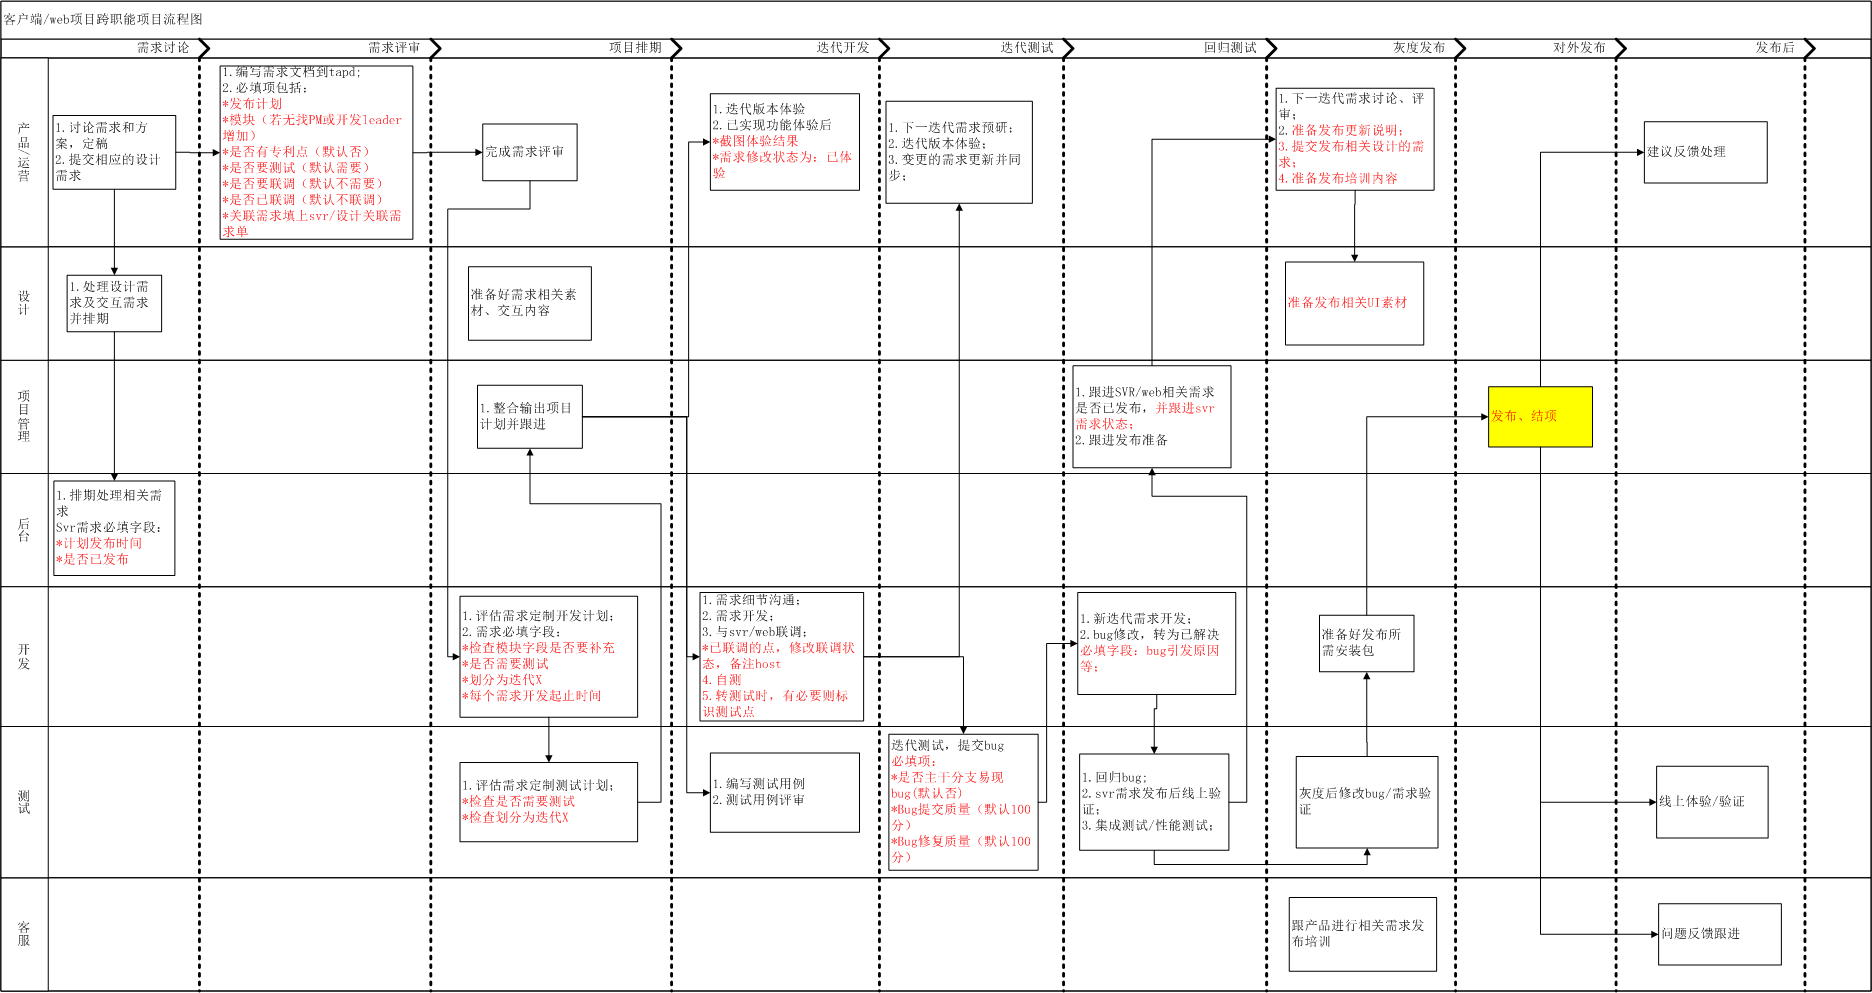 客户端/web项目跨职能项目流程图
需求讨论
需求评审
项目排期
迭代开发
迭代测试
回归测试
灰度发布
对外发布
发布后
产品/运营
1.讨论需求和方
案，定稿
2.提交相应的设计
需求
1.编写需求文档到tapd;
2.必填项包括;
*发布计划
*模块（若无找PM或开发leader
增加）
*是否有专利点（默认否）
*是否要测试（默认需要）
*是否要联调（默认不需要）
*是否已联调（默认不联调）
*关联需求填上svr/设计关联需
求单
完成需求评审
1.迭代版本体验
2.已实现功能体验后
*截图体验结果
*需求修改状态为：已体
验
1.下一迭代需求预研;
2.迭代版本体验;
3.变更的需求更新并同
步;
1.下一迭代需求讨论、评
审;
2.准备发布更新说明;
3.提交发布相关设计的需
求;
4.准备发布培训内容
建议反馈处理
设计
1.处理设计需
求及交互需求
并排期
准备好需求相关素
材、交互内容
准备发布相关UI素材
项目管理
1.整合输出项目
计划并跟进
1.跟进SVR/web相关需求
是否已发布，并跟进svr
需求状态;
2.跟进发布准备
发布、结项
后台
1.排期处理相关需
求
Svr需求必填字段:
*计划发布时间
*是否已发布
开发
1.评估需求定制开发计划;
2.需求必填字段:
*检查模块字段是否要补充
*是否需要测试
*划分为迭代X
*每个需求开发起止时间
1.需求细节沟通;
2.需求开发;
3.与svr/web联调;
*已联调的点，修改联调状
态，备注host
4.自测
5.转测试时，有必要则标
识测试点
1.新迭代需求开发;
2.bug修改，转为已解决
必填字段: bug引发原因
等;
准备好发布所
需安装包
测试
1.评估需求定制测试计划;
*检查是否需要测试
*检查划分为迭代X
1.编写测试用例
2.测试用例评审
迭代测试，提交bug
必填项:
*是否主干分支易现
bug(默认否)
*Bug提交质量（默认100
分）
*Bug修复质量（默认100
分）
1.回归bug;
2.svr需求发布后线上验
证;
3.集成测试/性能测试;
灰度后修改bug/需求验
证
线上体验/验证
客服
跟产品进行相关需求发
布培训
问题反馈跟进